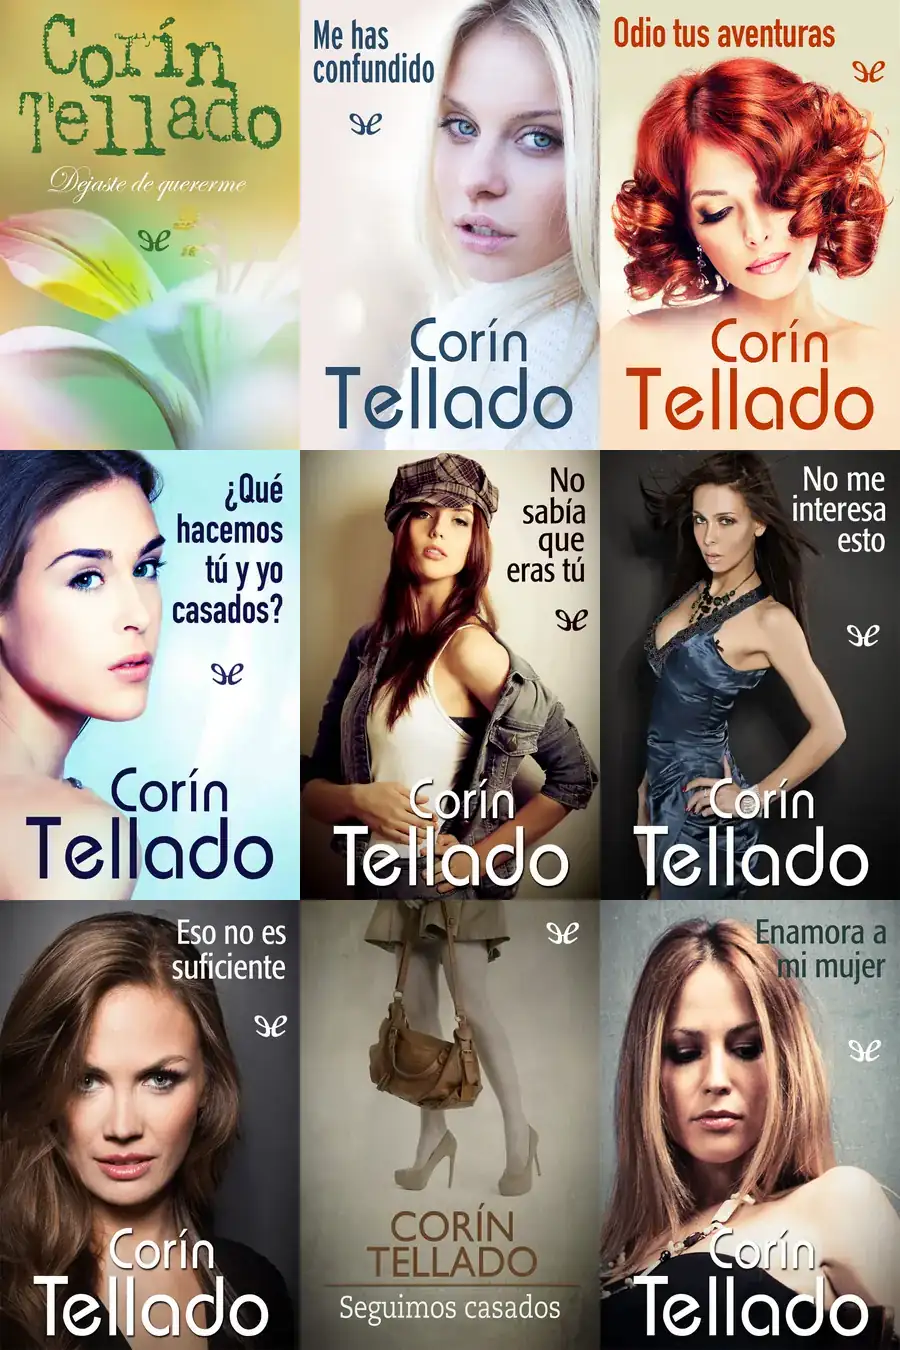 Corín
Tellado
Dejaste de quererme
Me has
confundido
Corín
Tellado
Odio tus aventuras
Corín
Tellado
¿Qué
hacemos
tú y yo
casados?
Corín
Tellado
No
sabía
que
eras tú
Corín
Tellado
No me
interesa
esto
Corín
Tellado
Eso no es
suficiente
Corín
Tellado
CORÍN
TELLADO
Seguimos casados
Enamora a
mi mujer
Corín
Tellado